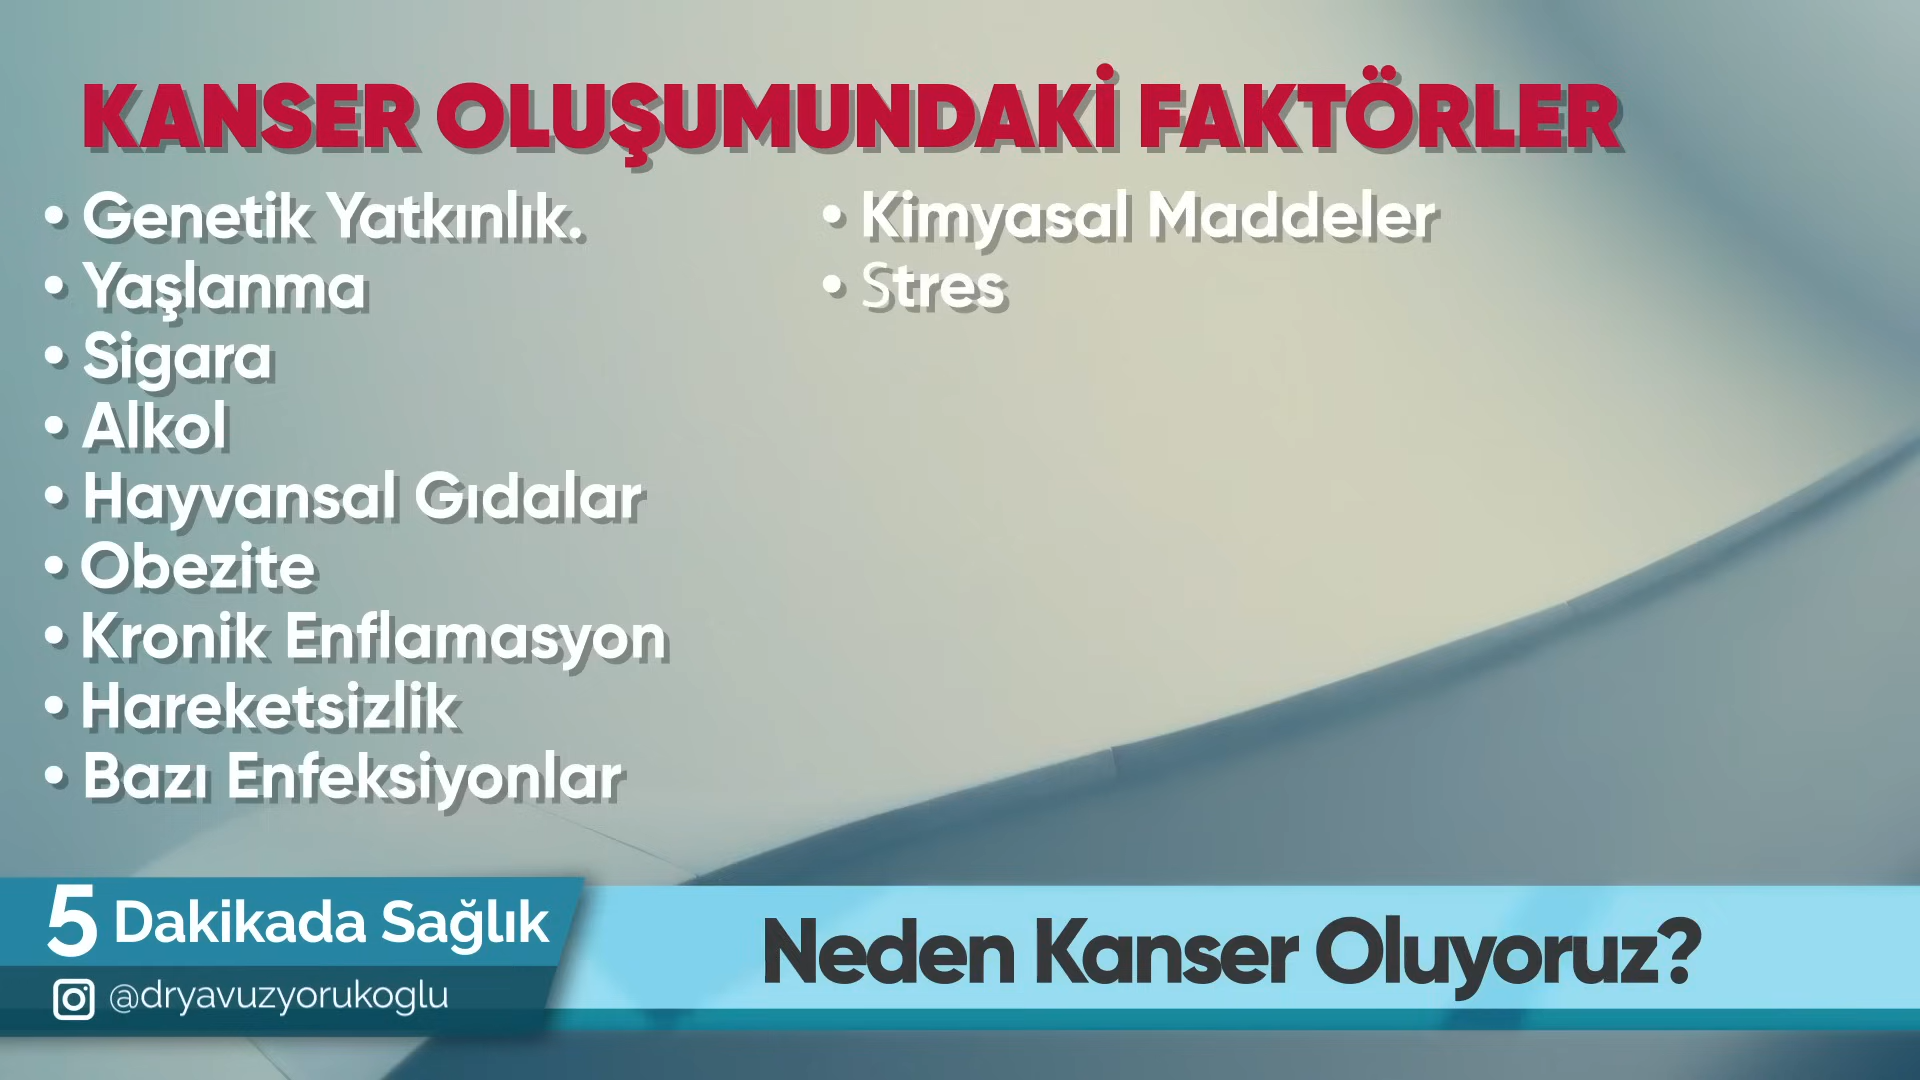 KANSER OLUŞUMUNDAKİ FAKTÖRLER
• Genetik Yatkınlık.
• Yaşlanma
• Sigara
• Alkol
• Hayvansal Gıdalar
• Obezite
• Kronik Enflamasyon
• Hareketsizlik
• Bazı Enfeksiyonlar
• Kimyasal Maddeler
• Stres
5 Dakikada Sağlık
@dryavuzyorukoglu
Neden Kanser Oluyoruz?